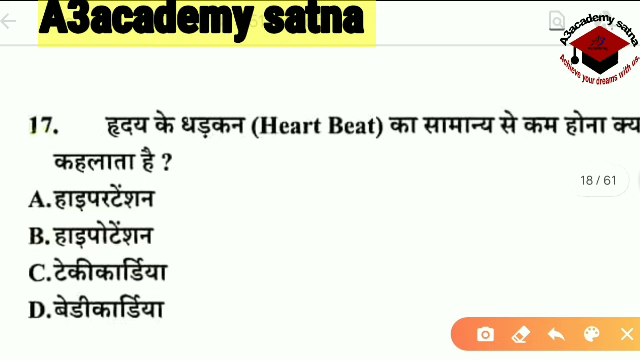 A3academy satna
A3academy satna
Achieve your dreams with us.
17. हृदय के धड़कन (Heart Beat) का सामान्य से कम होना क्य
कहलाता है ?
18 / 61
A. हाइपरटेंशन
B. हाइपोटेंशन
C. टेकीकार्डिया
D. बेडीकार्डिया